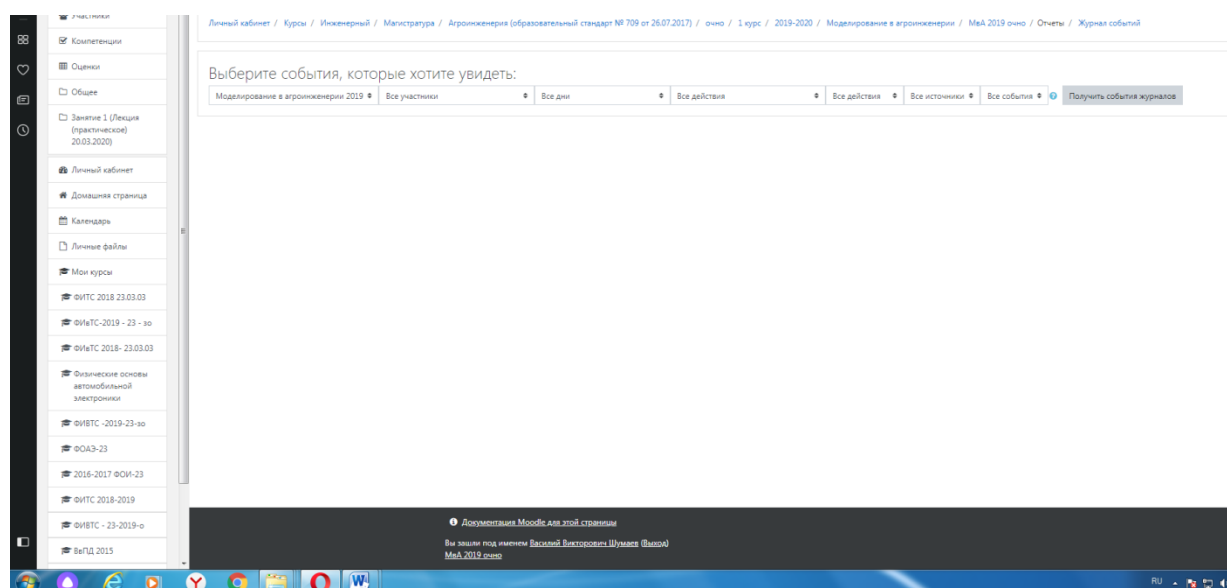 Участники
Компетенции
Оценки
Общее
Занятие 1 (Лекция
(практическое)
20.03.2020)
Личный кабинет
Домашняя страница
Календарь
Личные файлы
Мои курсы
ФИТС 2018 23.03.03
ФИвТС-2019 - 23 - зо
ФИвТС 2018- 23.03.03
Физические основы
автомобильной
электроники
ФИВТС -2019-23-зо
ФОАЭ-23
2016-2017 ФОИ-23
ФИТС 2018-2019
ФИВТС - 23-2019-о
ВвПД 2015
Личный кабинет / Курсы / Инженерный / Магистратура / Агроинженерия (образовательный стандарт № 709 от 26.07.2017) / очно / 1 курс / 2019-2020 / Моделирование в агроинженерии / МвА 2019 очно / Отчеты / Журнал событий
Выберите события, которые хотите увидеть:
Моделирование в агроинженерии 2019 Все участники Все дни Все действия Все действия Все источники Все события Получить события журналов
Документация Moodle для этой страницы
Вы зашли под именем Василий Викторович Шумаев (Выход)
МвА 2019 очно
RU